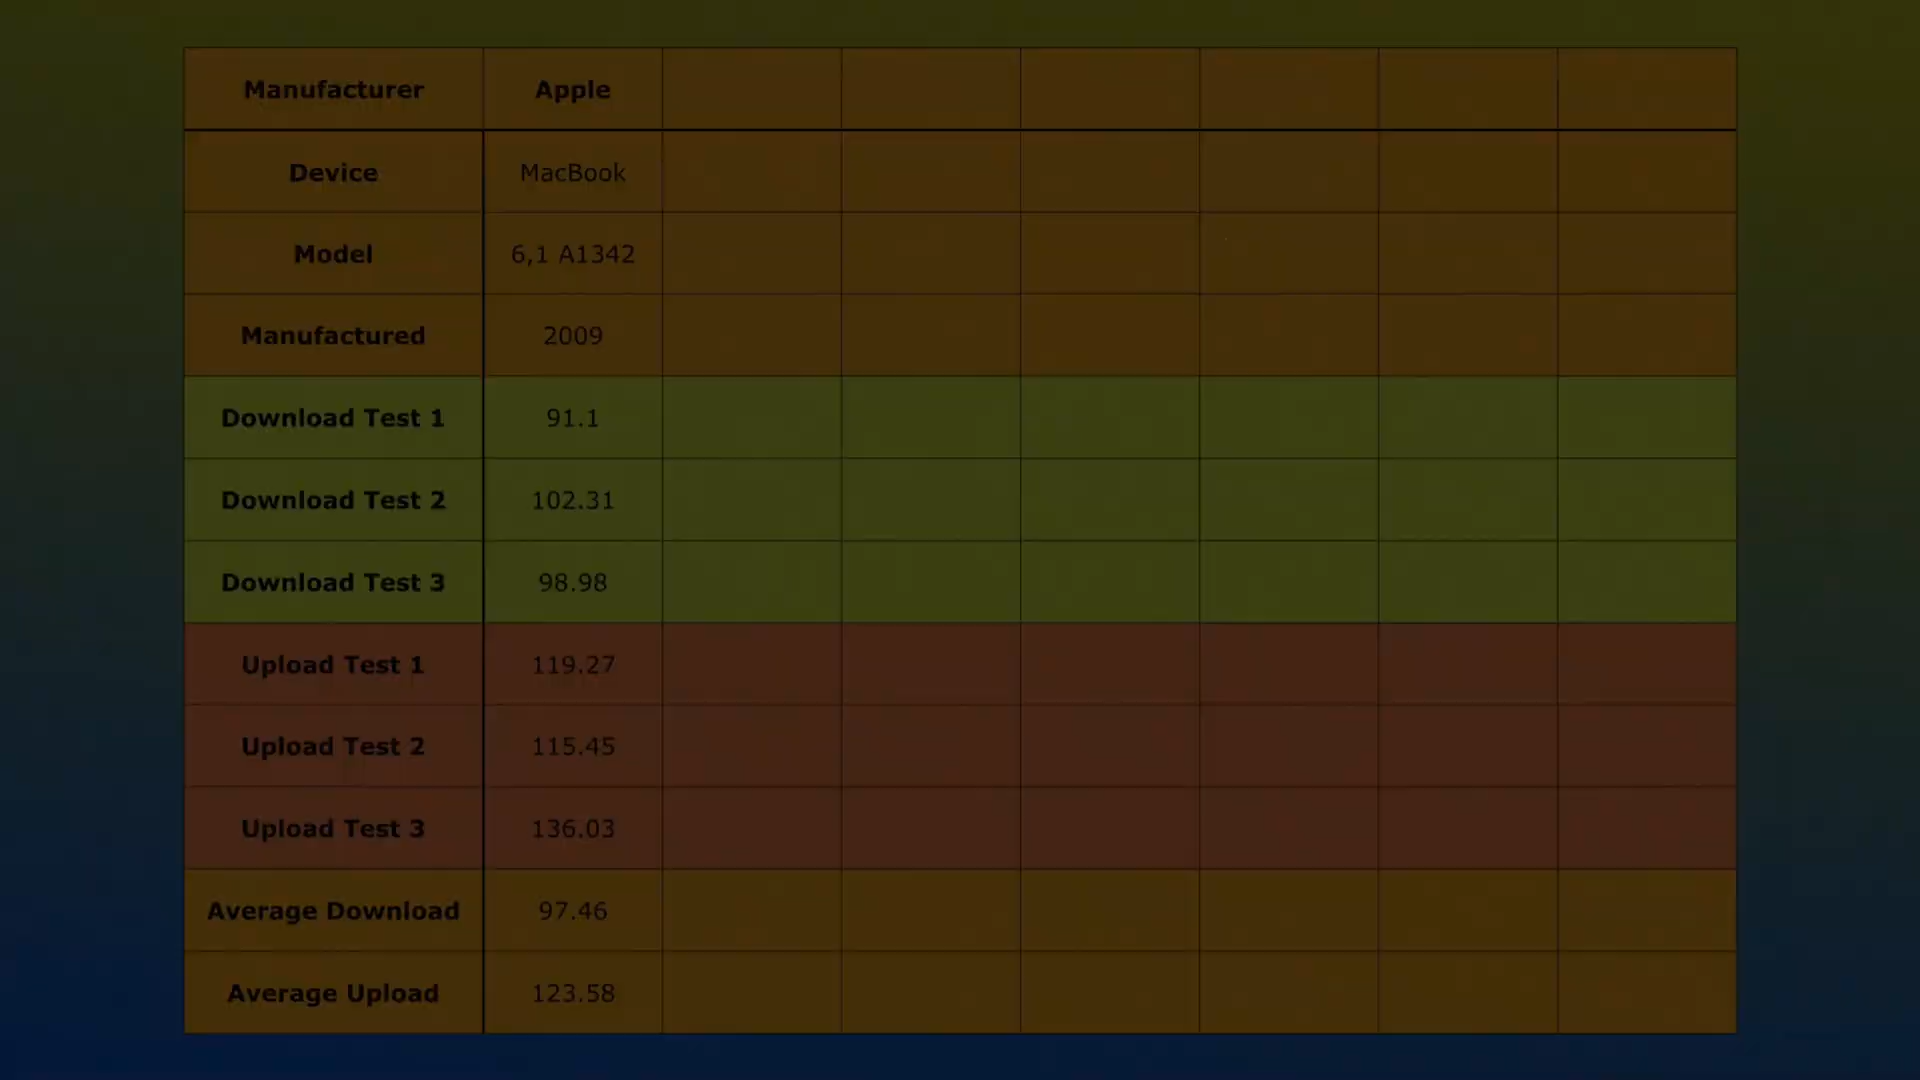 Manufacturer Apple
Device MacBook
Model 6,1 A1342
Manufactured 2009
Download Test 1 91.1
Download Test 2 102.31
Download Test 3 98.98
Upload Test 1 119.27
Upload Test 2 115.45
Upload Test 3 136.03
Average Download 97.46
Average Upload 123.58